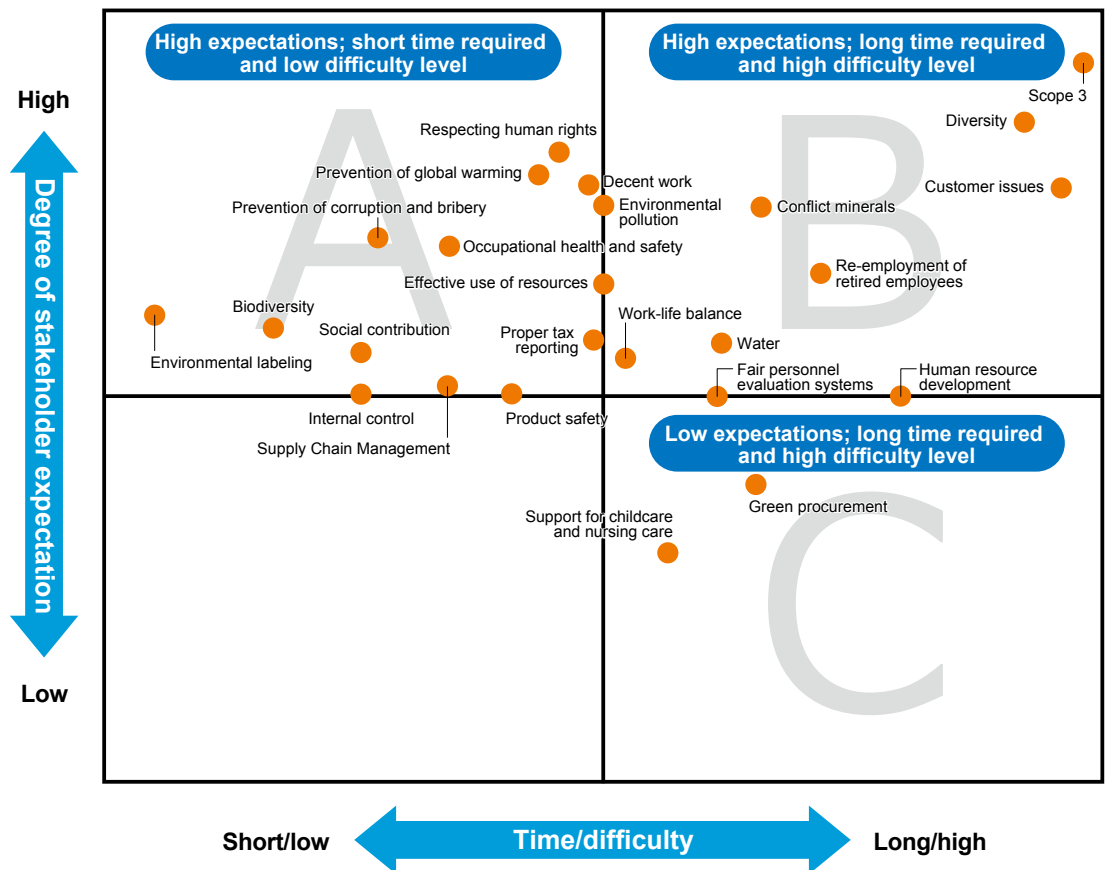 High expectations; short time required
and low difficulty level
High expectations; long time required
and high difficulty level
High
Scope 3
Diversity
Respecting human rights
Prevention of global warming
Decent work
Customer issues
Prevention of corruption and bribery
Environmental
pollution
Conflict minerals
Occupational health and safety
A
B
Effective use of resources
Re-employment of
retired employees
Biodiversity
Work-life balance
Social contribution
Proper tax
reporting
Water
Environmental labeling
Fair personnel
evaluation systems
Human resource
development
Internal control
Product safety
Supply Chain Management
Degree of stakeholder expectation
Low expectations; long time required
and high difficulty level
Green procurement
Support for childcare
and nursing care
C
Low
Short/low
Time/difficulty
Long/high